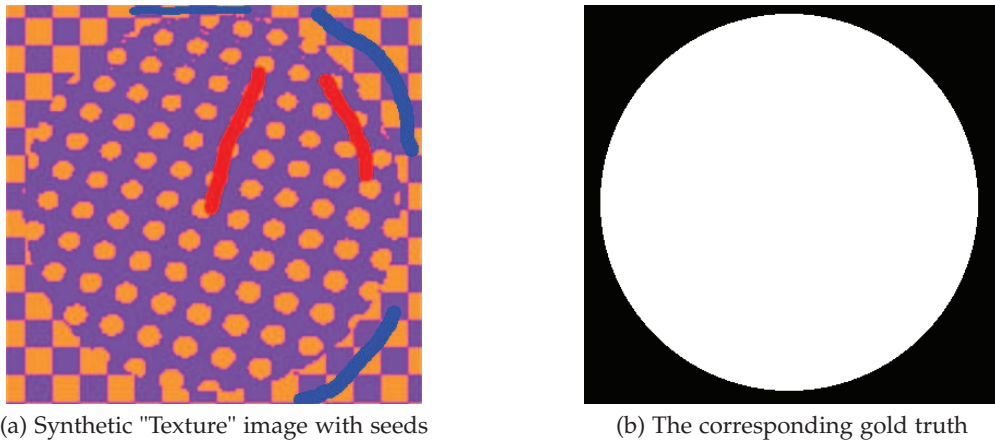 (a) Synthetic "Texture" image with seeds
(b) The corresponding gold truth